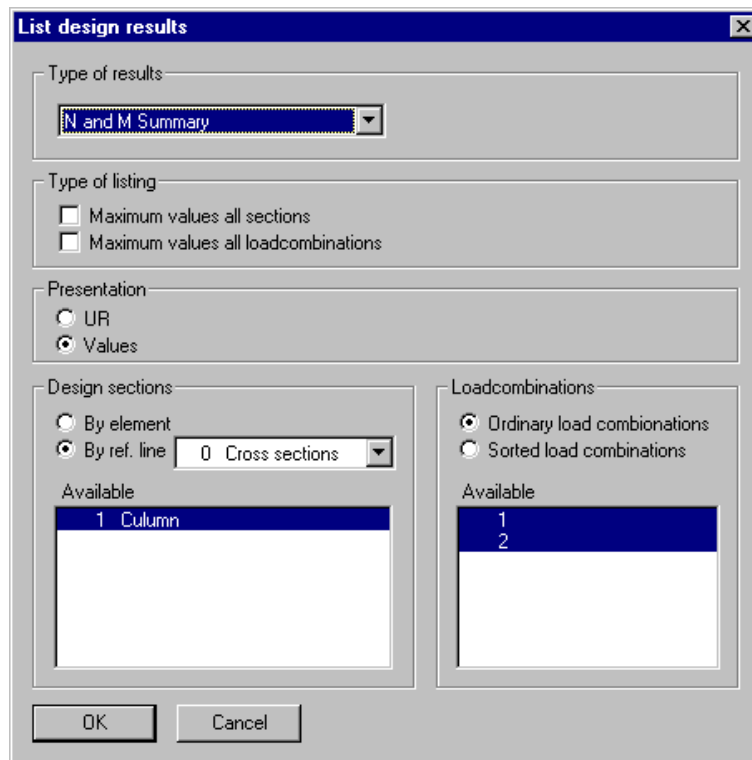 List design results
Type of results
N and M Summary
Type of listing
Maximum values all sections
Maximum values all loadcombinations
Presentation
UR
Values
Design sections
By element
By ref. line
0 Cross sections
Available
1 Culumn
Loadcombinations
Ordinary load combionations
Sorted load combinations
Available
1
2
OK
Cancel